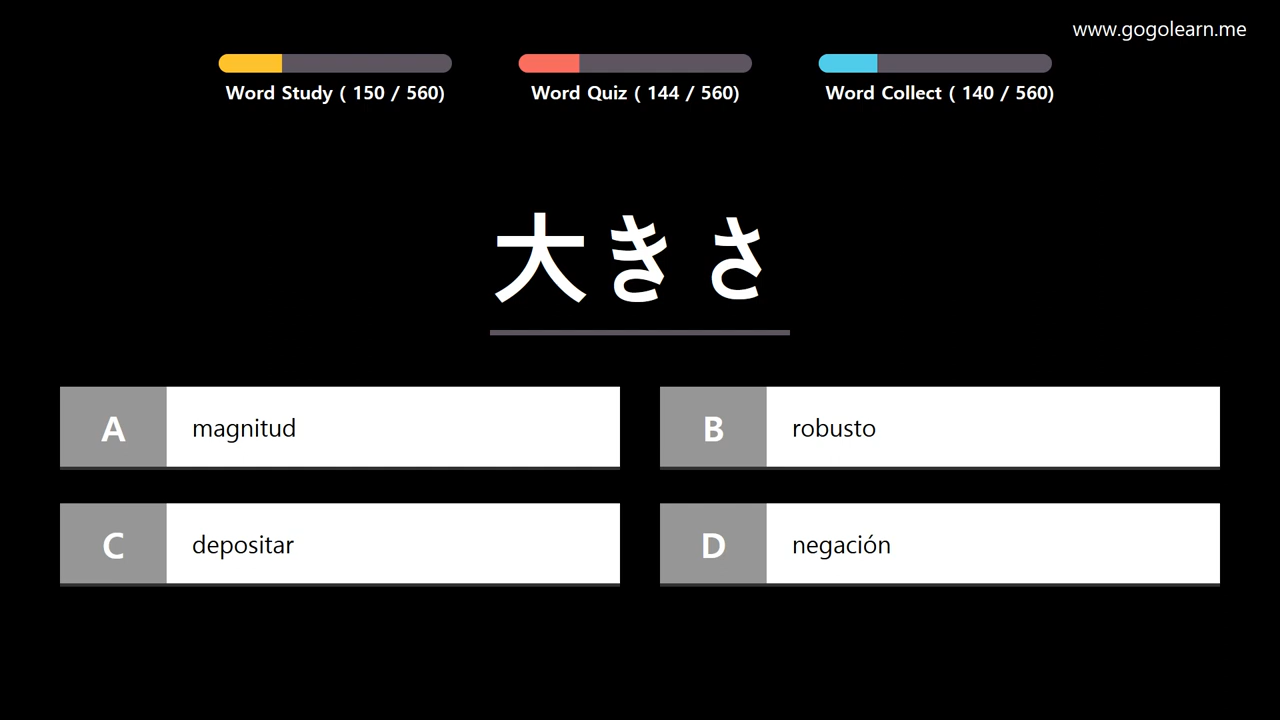 www.gogolearn.me
Word Study ( 150 / 560)
Word Quiz ( 144 / 560)
Word Collect ( 140 / 560)
大きさ
A
magnitud
B
robusto
C
depositar
D
negación